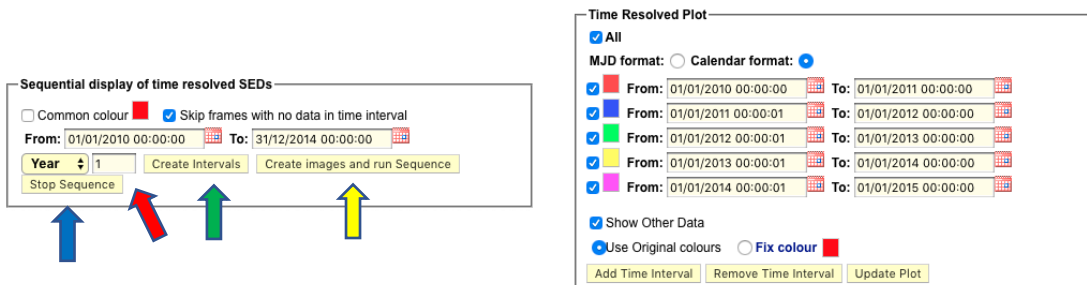 Sequential display of time resolved SEDs
Common colour Skip frames with no data in time interval
From: 01/01/2010 00:00:00 To: 31/12/2014 00:00:00
Year 1 Create Intervals Create images and run Sequence
Stop Sequence
Time Resolved Plot
All
MJD format: Calendar format:
From: 01/01/2010 00:00:00 To: 01/01/2011 00:00:00
From: 01/01/2011 00:00:01 To: 01/01/2012 00:00:00
From: 01/01/2012 00:00:01 To: 01/01/2013 00:00:00
From: 01/01/2013 00:00:01 To: 01/01/2014 00:00:00
From: 01/01/2014 00:00:01 To: 01/01/2015 00:00:00
Show Other Data
Use Original colours Fix colour
Add Time Interval Remove Time Interval Update Plot